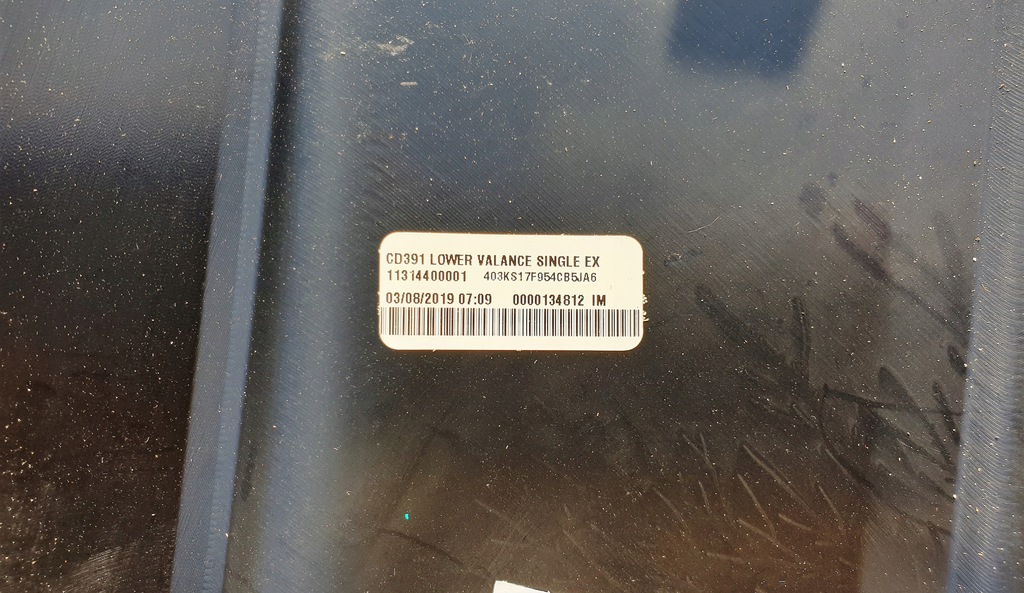 CD391 LOWER VALANCE SINGLE EX
11314400001 403KS17F954CB5JA6
03/08/2019 07:09 0000134812 IM